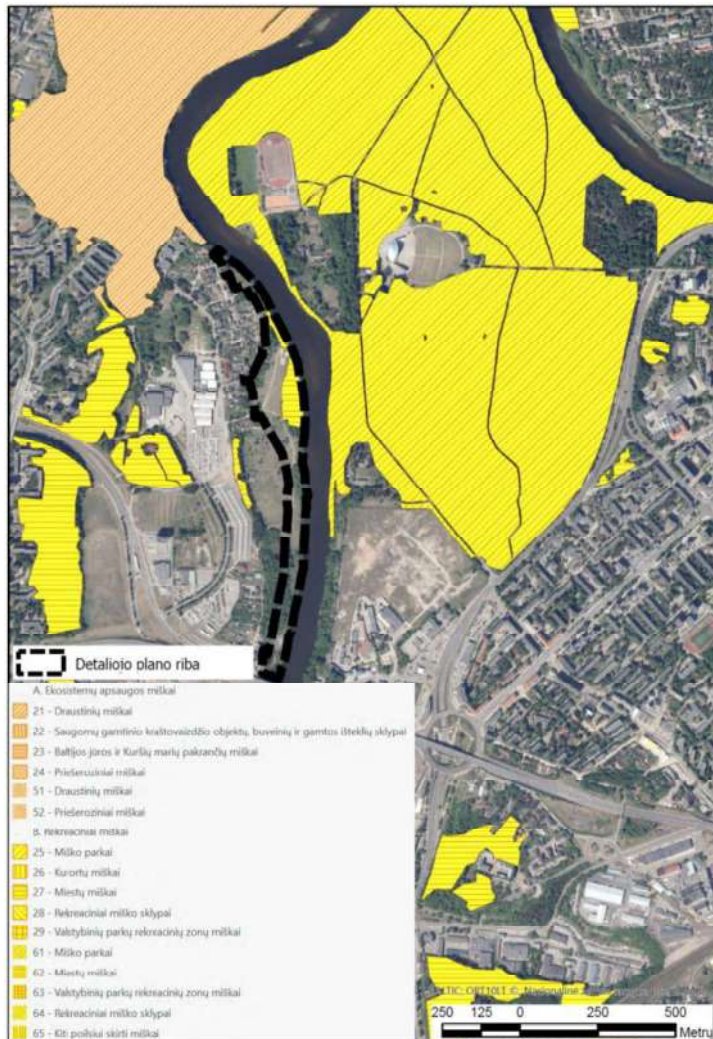 Detaliojo plano riba
A. Ekosistemų apsaugos miškai
21 - Draustinių miškai
22 - Saugomų gamtinio kraštovaizdžio objektų, buveinių ir gamtos išteklių sklypai
23 - Baltijos jūros ir Kuršių marių pakrančių miškai
24 - Priešeroziniai miškai
51 - Draustinių miškai
52 - Priešeroziniai miškai
B. Rekreaciniai miškai
25 - Miško parkai
26 - Kurortų miškai
27 - Miestų miškai
28 - Rekreaciniai miško sklypai
29 - Valstybinių parkų rekreacinių zonų miškai
61 - Miško parkai
62 - Miestų miškai
63 - Valstybinių parkų rekreacinių zonų miškai
64 - Rekreaciniai miško sklypai
65 - Kiti poilsiui skirti miškai
ORT10LT © Nacionalinė
250 125 0 250 500
Metrų